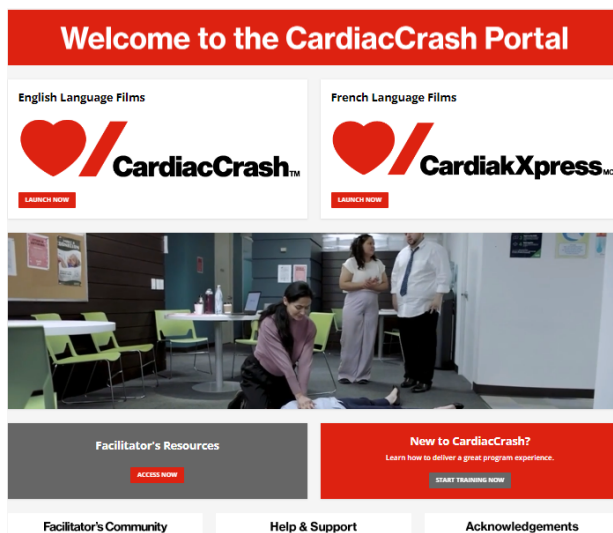 Welcome to the CardiacCrash Portal
English Language Films
CardiacCrash™
LAUNCH NOW
French Language Films
CardiakXpressMC
LAUNCH NOW
Facilitator's Resources
ACCESS NOW
New to CardiacCrash?
Learn how to deliver a great program experience.
START TRAINING NOW
Facilitator's Community
Help & Support
Acknowledgements